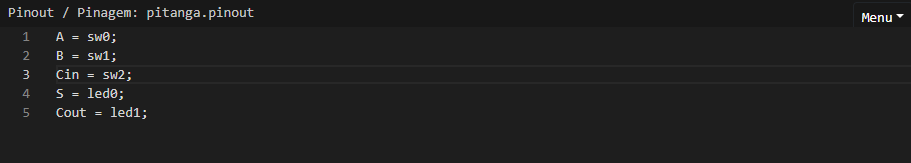 Pinout / Pinagem: pitanga.pinout
Menu
1 A = sw0;
2 B = sw1;
3 Cin = sw2;
4 S = led0;
5 Cout = led1;